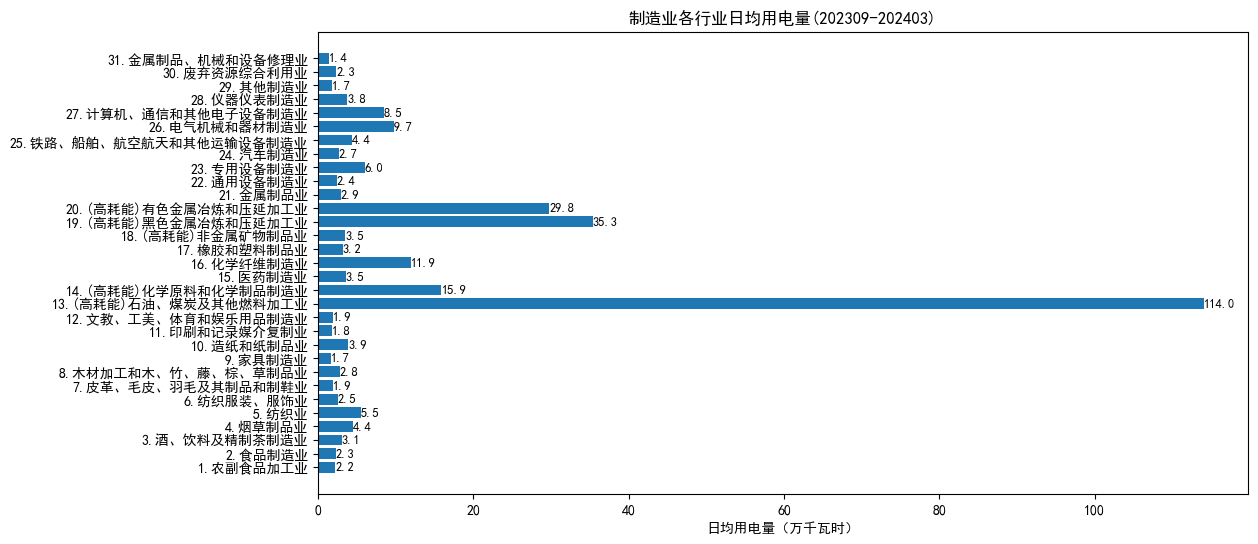 制造业各行业日均用电量(202309-202403)
31.金属制品、机械和设备修理业 1.4
30.废弃资源综合利用业 2.3
29.其他制造业 1.7
28.仪器仪表制造业 3.8
27.计算机、通信和其他电子设备制造业 8.5
26.电气机械和器材制造业 9.7
25.铁路、船舶、航空航天和其他运输设备制造业 4.4
24.汽车制造业 2.7
23.专用设备制造业 6.0
22.通用设备制造业 2.4
21.金属制品业 2.9
20.(高耗能)有色金属冶炼和压延加工业 29.8
19.(高耗能)黑色金属冶炼和压延加工业 35.3
18.(高耗能)非金属矿物制品业 3.5
17.橡胶和塑料制品业 3.2
16.化学纤维制造业 11.9
15.医药制造业 3.5
14.(高耗能)化学原料和化学制品制造业 15.9
13.(高耗能)石油、煤炭及其他燃料加工业 114.0
12.文教、工美、体育和娱乐用品制造业 1.9
11.印刷和记录媒介复制业 1.8
10.造纸和纸制品业 3.9
9.家具制造业 1.7
8.木材加工和木、竹、藤、棕、草制品业 2.8
7.皮革、毛皮、羽毛及其制品和制鞋业 1.9
6.纺织服装、服饰业 2.5
5.纺织业 5.5
4.烟草制品业 4.4
3.酒、饮料及精制茶制造业 3.1
2.食品制造业 2.3
1.农副食品加工业 2.2
0 20 40 60 80 100
日均用电量（万千瓦时）